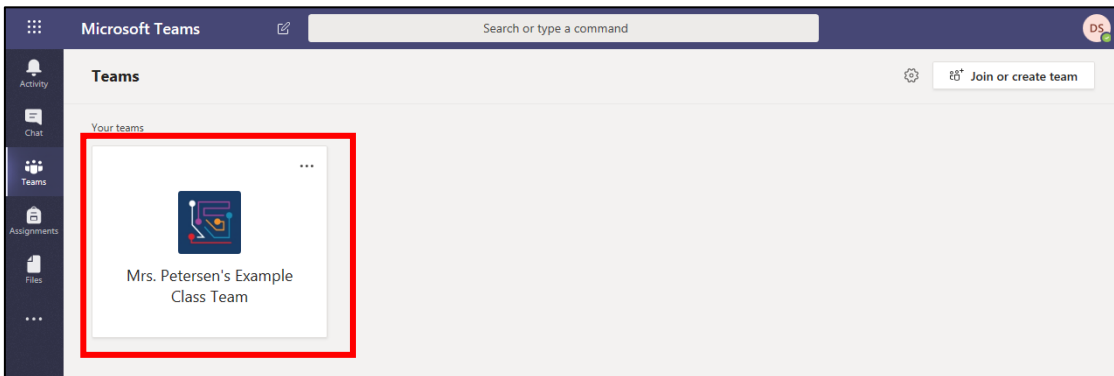 Microsoft Teams
Search or type a command
DS
Activity
Chat
Teams
Assignments
Files
Teams
Join or create team
Your teams
Mrs. Petersen's Example
Class Team